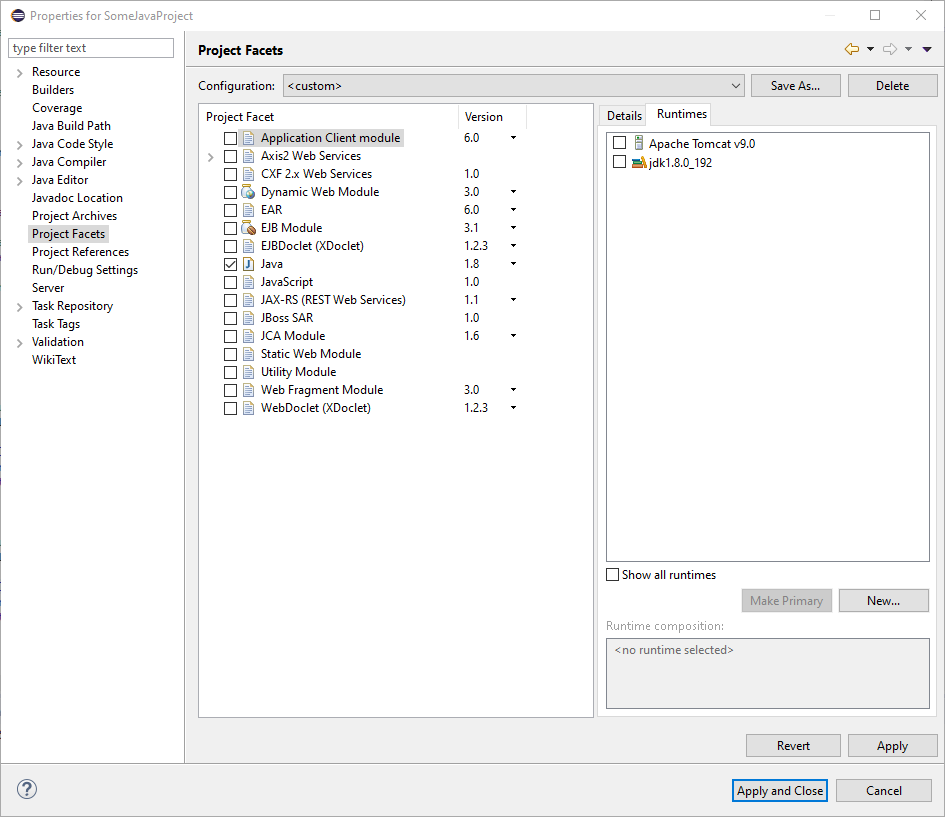 Properties for SomeJavaProject
type filter text
Resource
Builders
Coverage
Java Build Path
Java Code Style
Java Compiler
Java Editor
Javadoc Location
Project Archives
Project Facets
Project References
Run/Debug Settings
Server
Task Repository
Task Tags
Validation
WikiText
Project Facets
Configuration: <custom> Save As... Delete
Project Facet Version
Application Client module 6.0
Axis2 Web Services
CXF 2.x Web Services 1.0
Dynamic Web Module 3.0
EAR 6.0
EJB Module 3.1
EJBDoclet (XDoclet) 1.2.3
Java 1.8
JavaScript 1.0
JAX-RS (REST Web Services) 1.1
JBoss SAR 1.0
JCA Module 1.6
Static Web Module
Utility Module
Web Fragment Module 3.0
WebDoclet (XDoclet) 1.2.3
Details Runtimes
Apache Tomcat v9.0
jdk1.8.0_192
Show all runtimes
Make Primary New...
Runtime composition:
<no runtime selected>
Revert Apply
? Apply and Close Cancel